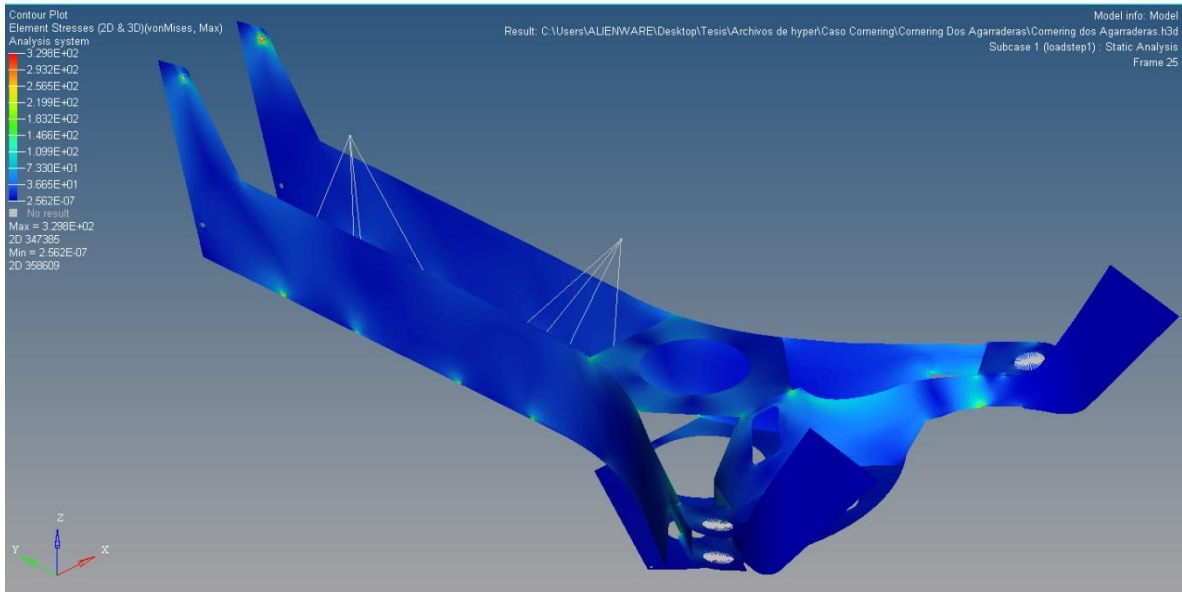 Contour Plot
Element Stresses (2D & 3D)(vonMises, Max)
Analysis system
3.298E+02
2.932E+02
2.565E+02
2.199E+02
1.832E+02
1.466E+02
1.099E+02
7.330E+01
3.665E+01
2.562E-07
No result
Max = 3.298E+02
2D 347385
Min = 2.562E-07
2D 358609
Model info: Model
Result: C:\Users\ALIENWARE\Desktop\Tesis\Archivos de hyper\Caso Cornering\Cornering Dos Agarraderas\Cornering dos Agarraderas.h3d
Subcase 1 (loadstep1) : Static Analysis
Frame 25
Z
Y
X